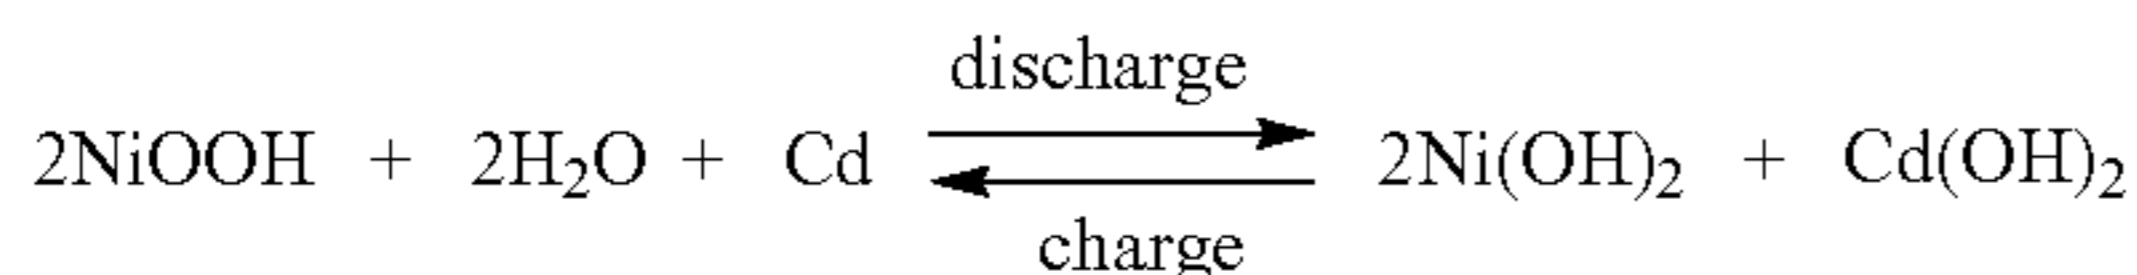 discharge
2NiOOH + 2H₂O + Cd ⇌ 2Ni(OH)₂ + Cd(OH)₂
charge